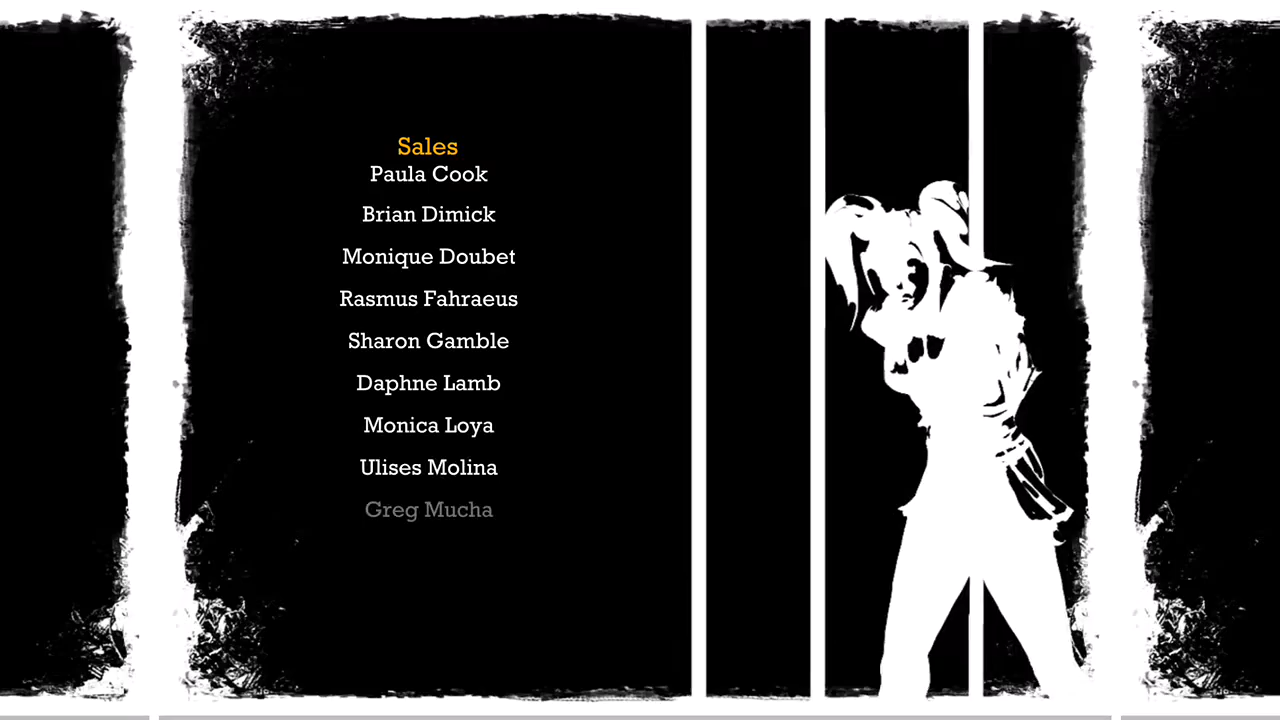 Sales
Paula Cook
Brian Dimick
Monique Doubet
Rasmus Fahraeus
Sharon Gamble
Daphne Lamb
Monica Loya
Ulises Molina
Greg Mucha